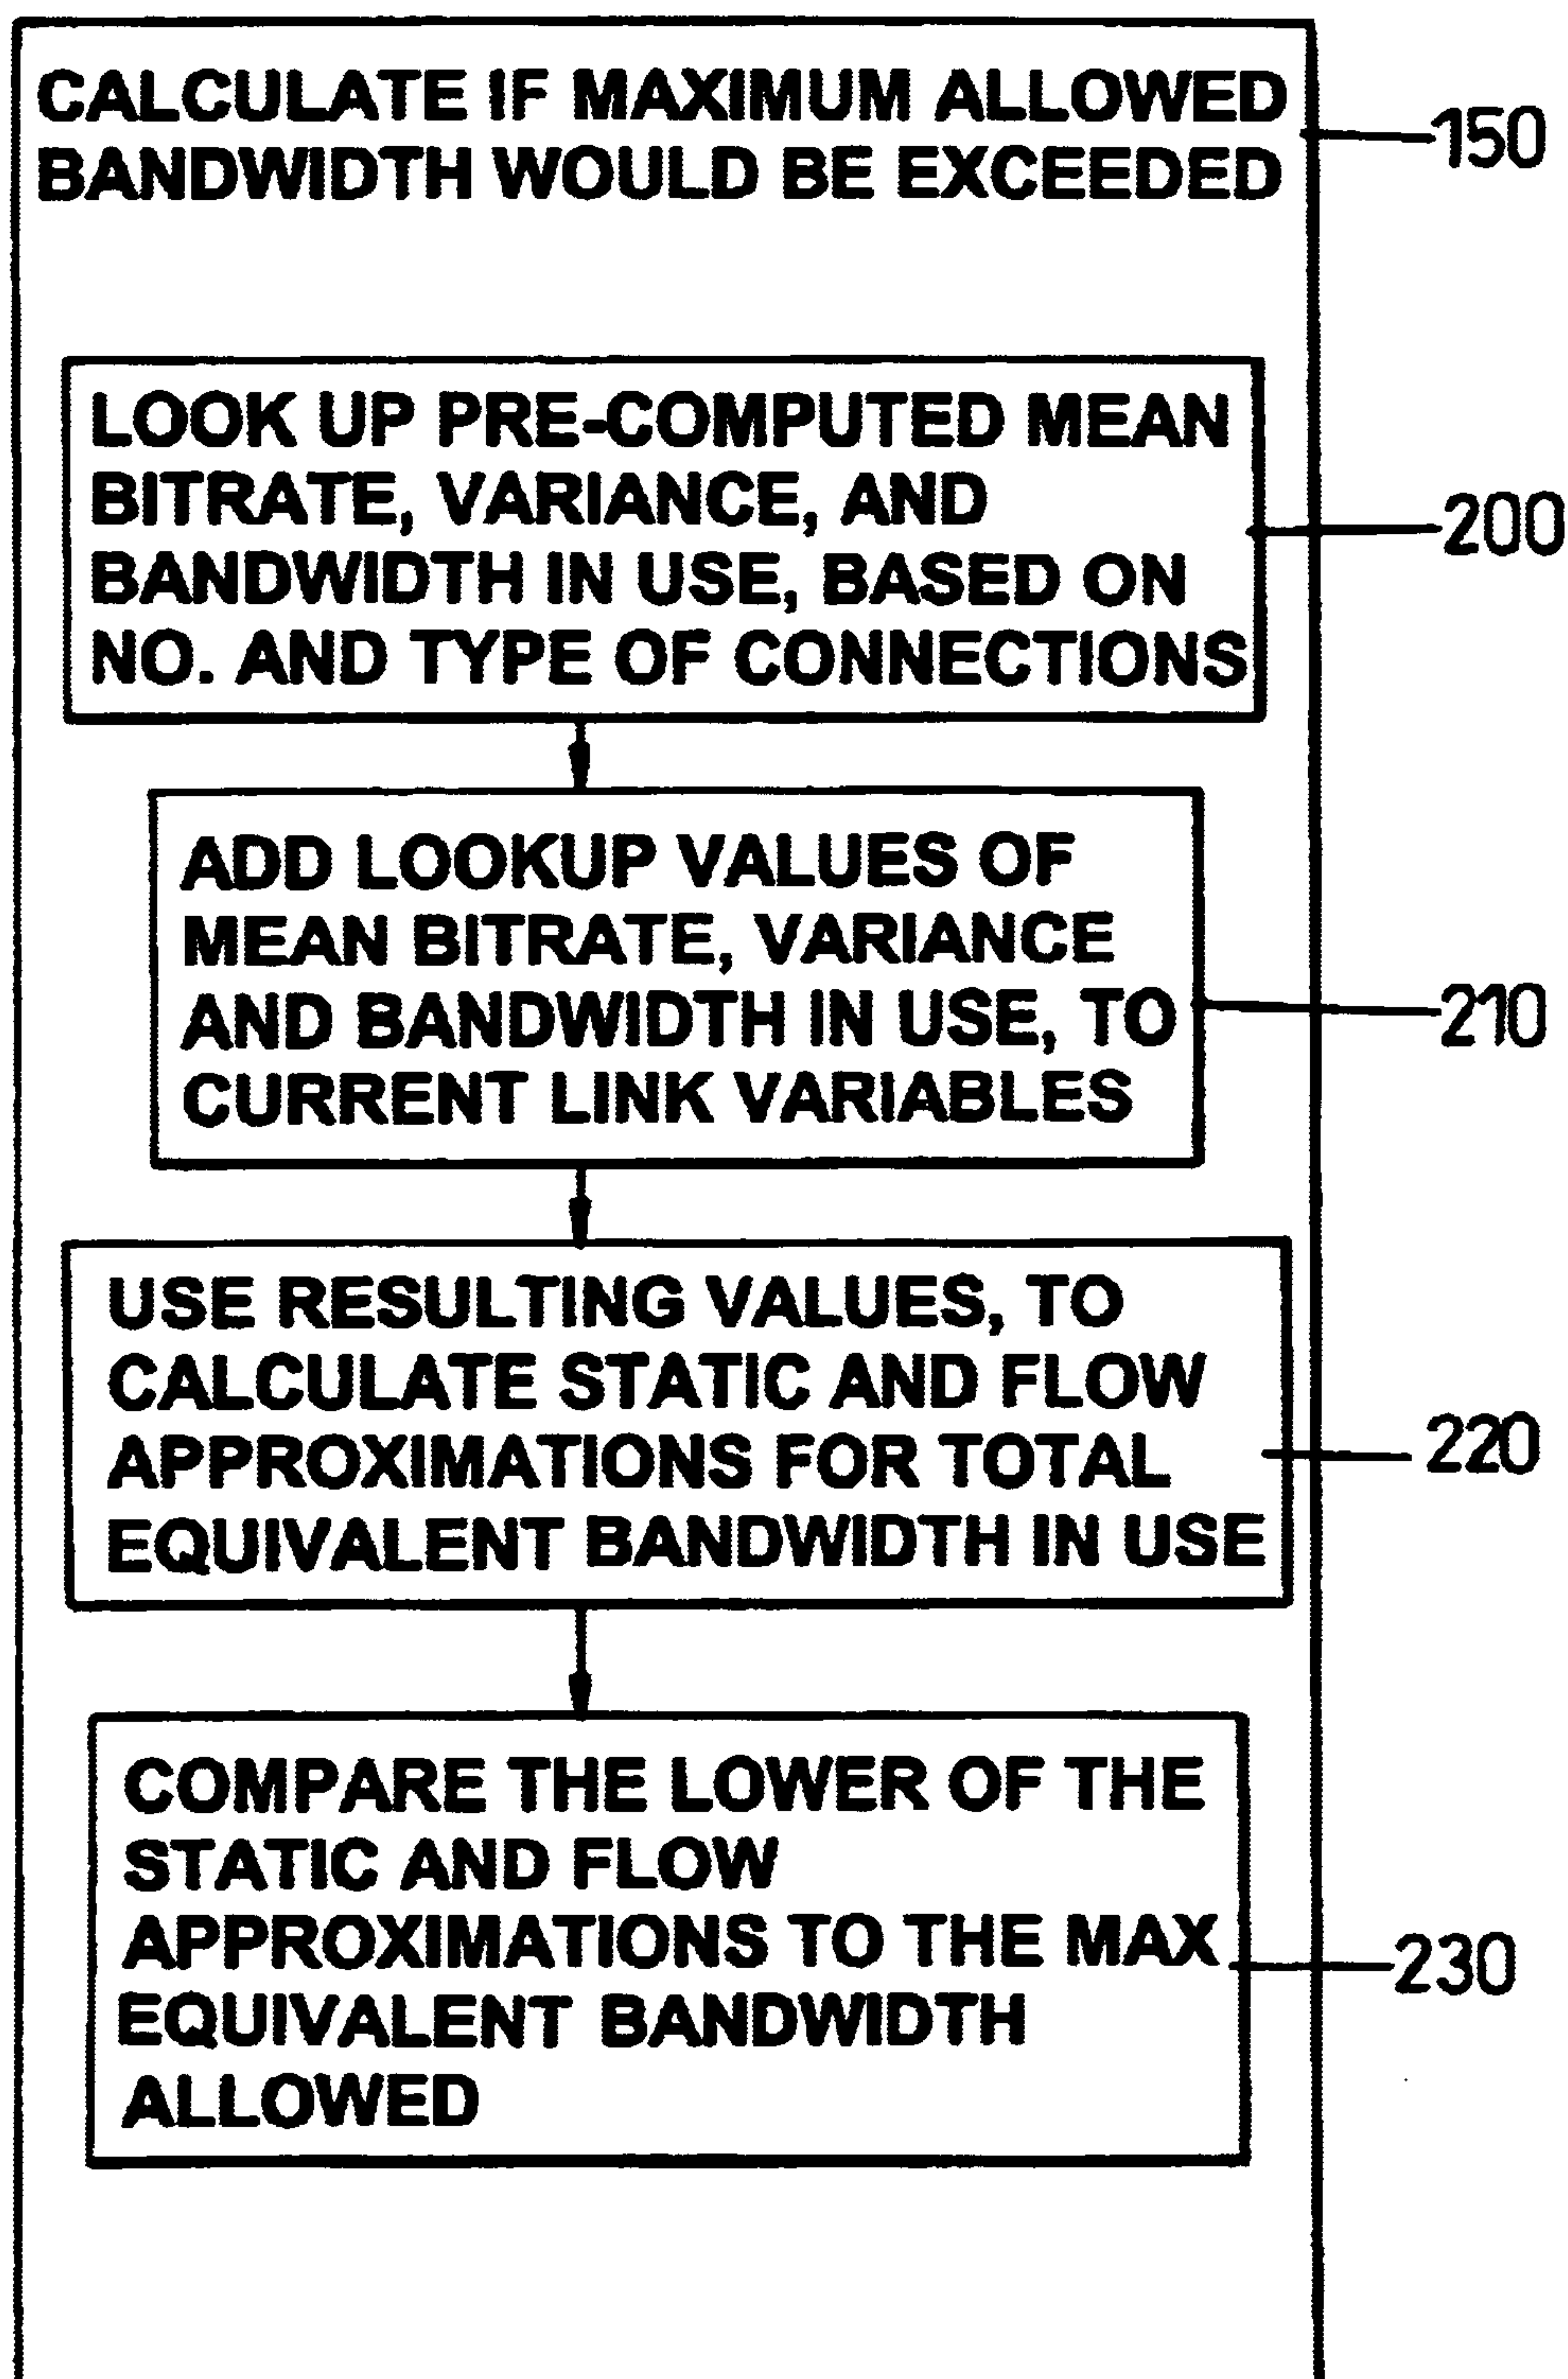 CALCULATE IF MAXIMUM ALLOWED
BANDWIDTH WOULD BE EXCEEDED
150
LOOK UP PRE-COMPUTED MEAN
BITRATE, VARIANCE, AND
BANDWIDTH IN USE, BASED ON
NO. AND TYPE OF CONNECTIONS
200
ADD LOOKUP VALUES OF
MEAN BITRATE, VARIANCE
AND BANDWIDTH IN USE, TO
CURRENT LINK VARIABLES
210
USE RESULTING VALUES, TO
CALCULATE STATIC AND FLOW
APPROXIMATIONS FOR TOTAL
EQUIVALENT BANDWIDTH IN USE
220
COMPARE THE LOWER OF THE
STATIC AND FLOW
APPROXIMATIONS TO THE MAX
EQUIVALENT BANDWIDTH
ALLOWED
230